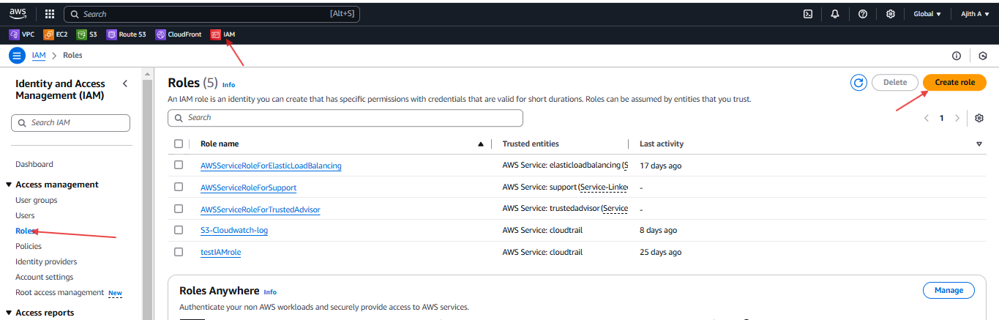 aws Search [Alt+S] Global Ajith A
VPC EC2 S3 Route 53 CloudFront IAM
IAM > Roles
Identity and Access
Management (IAM)
Search IAM
Dashboard
Access management
User groups
Users
Roles
Policies
Identity providers
Account settings
Root access management New
Access reports
Roles (5) Info
Delete
Create role
An IAM role is an identity you can create that has specific permissions with credentials that are valid for short durations. Roles can be assumed by entities that you trust.
Search
1
Role name Trusted entities Last activity
AWSServiceRoleForElasticLoadBalancing AWS Service: elasticloadbalancing (S 17 days ago
AWSServiceRoleForSupport AWS Service: support (Service-Linke -
AWSServiceRoleForTrustedAdvisor AWS Service: trustedadvisor (Service -
S3-Cloudwatch-log AWS Service: cloudtrail 8 days ago
testIAMrole AWS Service: cloudtrail 25 days ago
Roles Anywhere Info
Manage
Authenticate your non AWS workloads and securely provide access to AWS services.